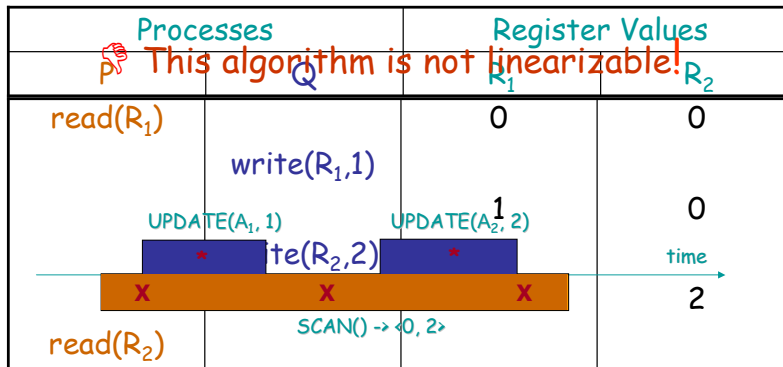 Processes Register Values
This algorithm is not linearizable!
P Q R₁ R₂
read(R₁) 0 0
write(R₁,1)
1 0
UPDATE(A₁, 1) UPDATE(A₂, 2)
* ite(R₂,2) * time
x x x 2
SCAN() -> <0, 2>
read(R₂)